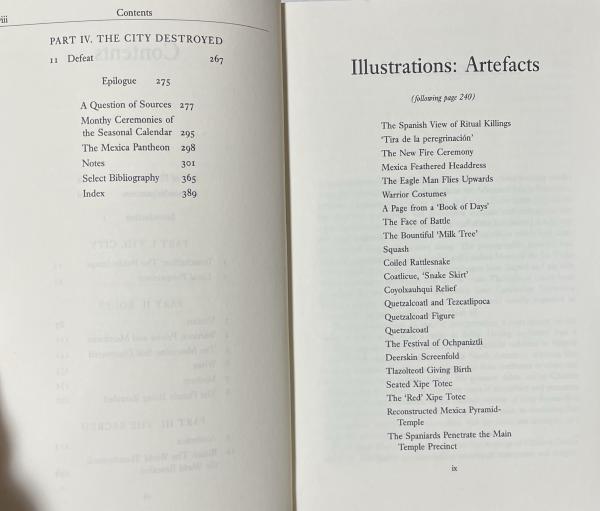 viii
Contents
PART IV. THE CITY DESTROYED
11 Defeat 267
Epilogue 275
A Question of Sources 277
Monthy Ceremonies of
the Seasonal Calendar 295
The Mexica Pantheon 298
Notes 301
Select Bibliography 365
Index 389
Illustrations: Artefacts
(following page 240)
The Spanish View of Ritual Killings
'Tira de la peregrinación'
The New Fire Ceremony
Mexica Feathered Headdress
The Eagle Man Flies Upwards
Warrior Costumes
A Page from a 'Book of Days'
The Face of Battle
The Bountiful 'Milk Tree'
Squash
Coiled Rattlesnake
Coatlicue, 'Snake Skirt'
Coyolxauhqui Relief
Quetzalcoatl and Tezcatlipoca
Quetzalcoatl Figure
Quetzalcoatl
The Festival of Ochpaniztli
Deerskin Screenfold
Tlazolteotl Giving Birth
Seated Xipe Totec
The 'Red' Xipe Totec
Reconstructed Mexica Pyramid-
Temple
The Spaniards Penetrate the Main
Temple Precinct
ix